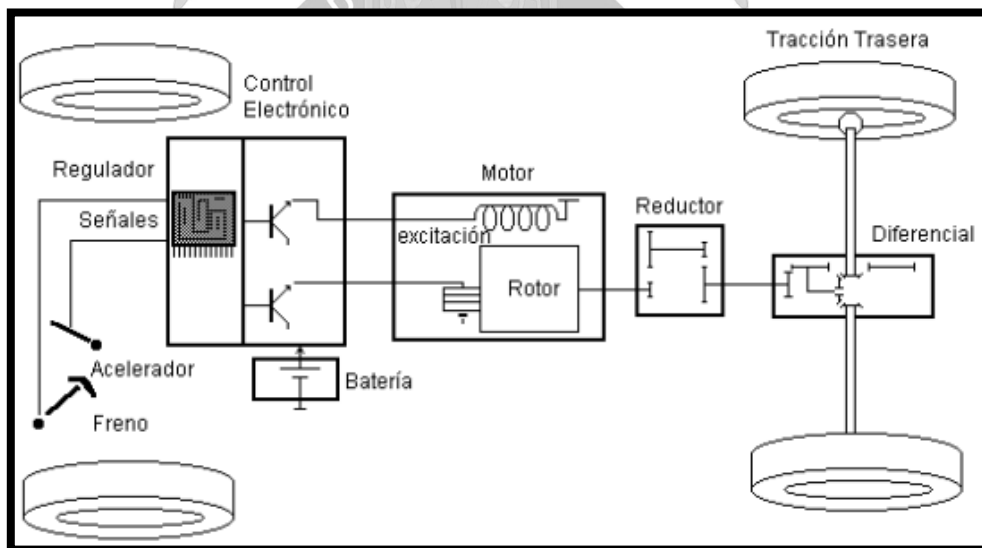 Tracción Trasera
Control
Electrónico
Regulador
Señales
Motor
excitación
Rotor
Reductor
Diferencial
Acelerador
Freno
Batería